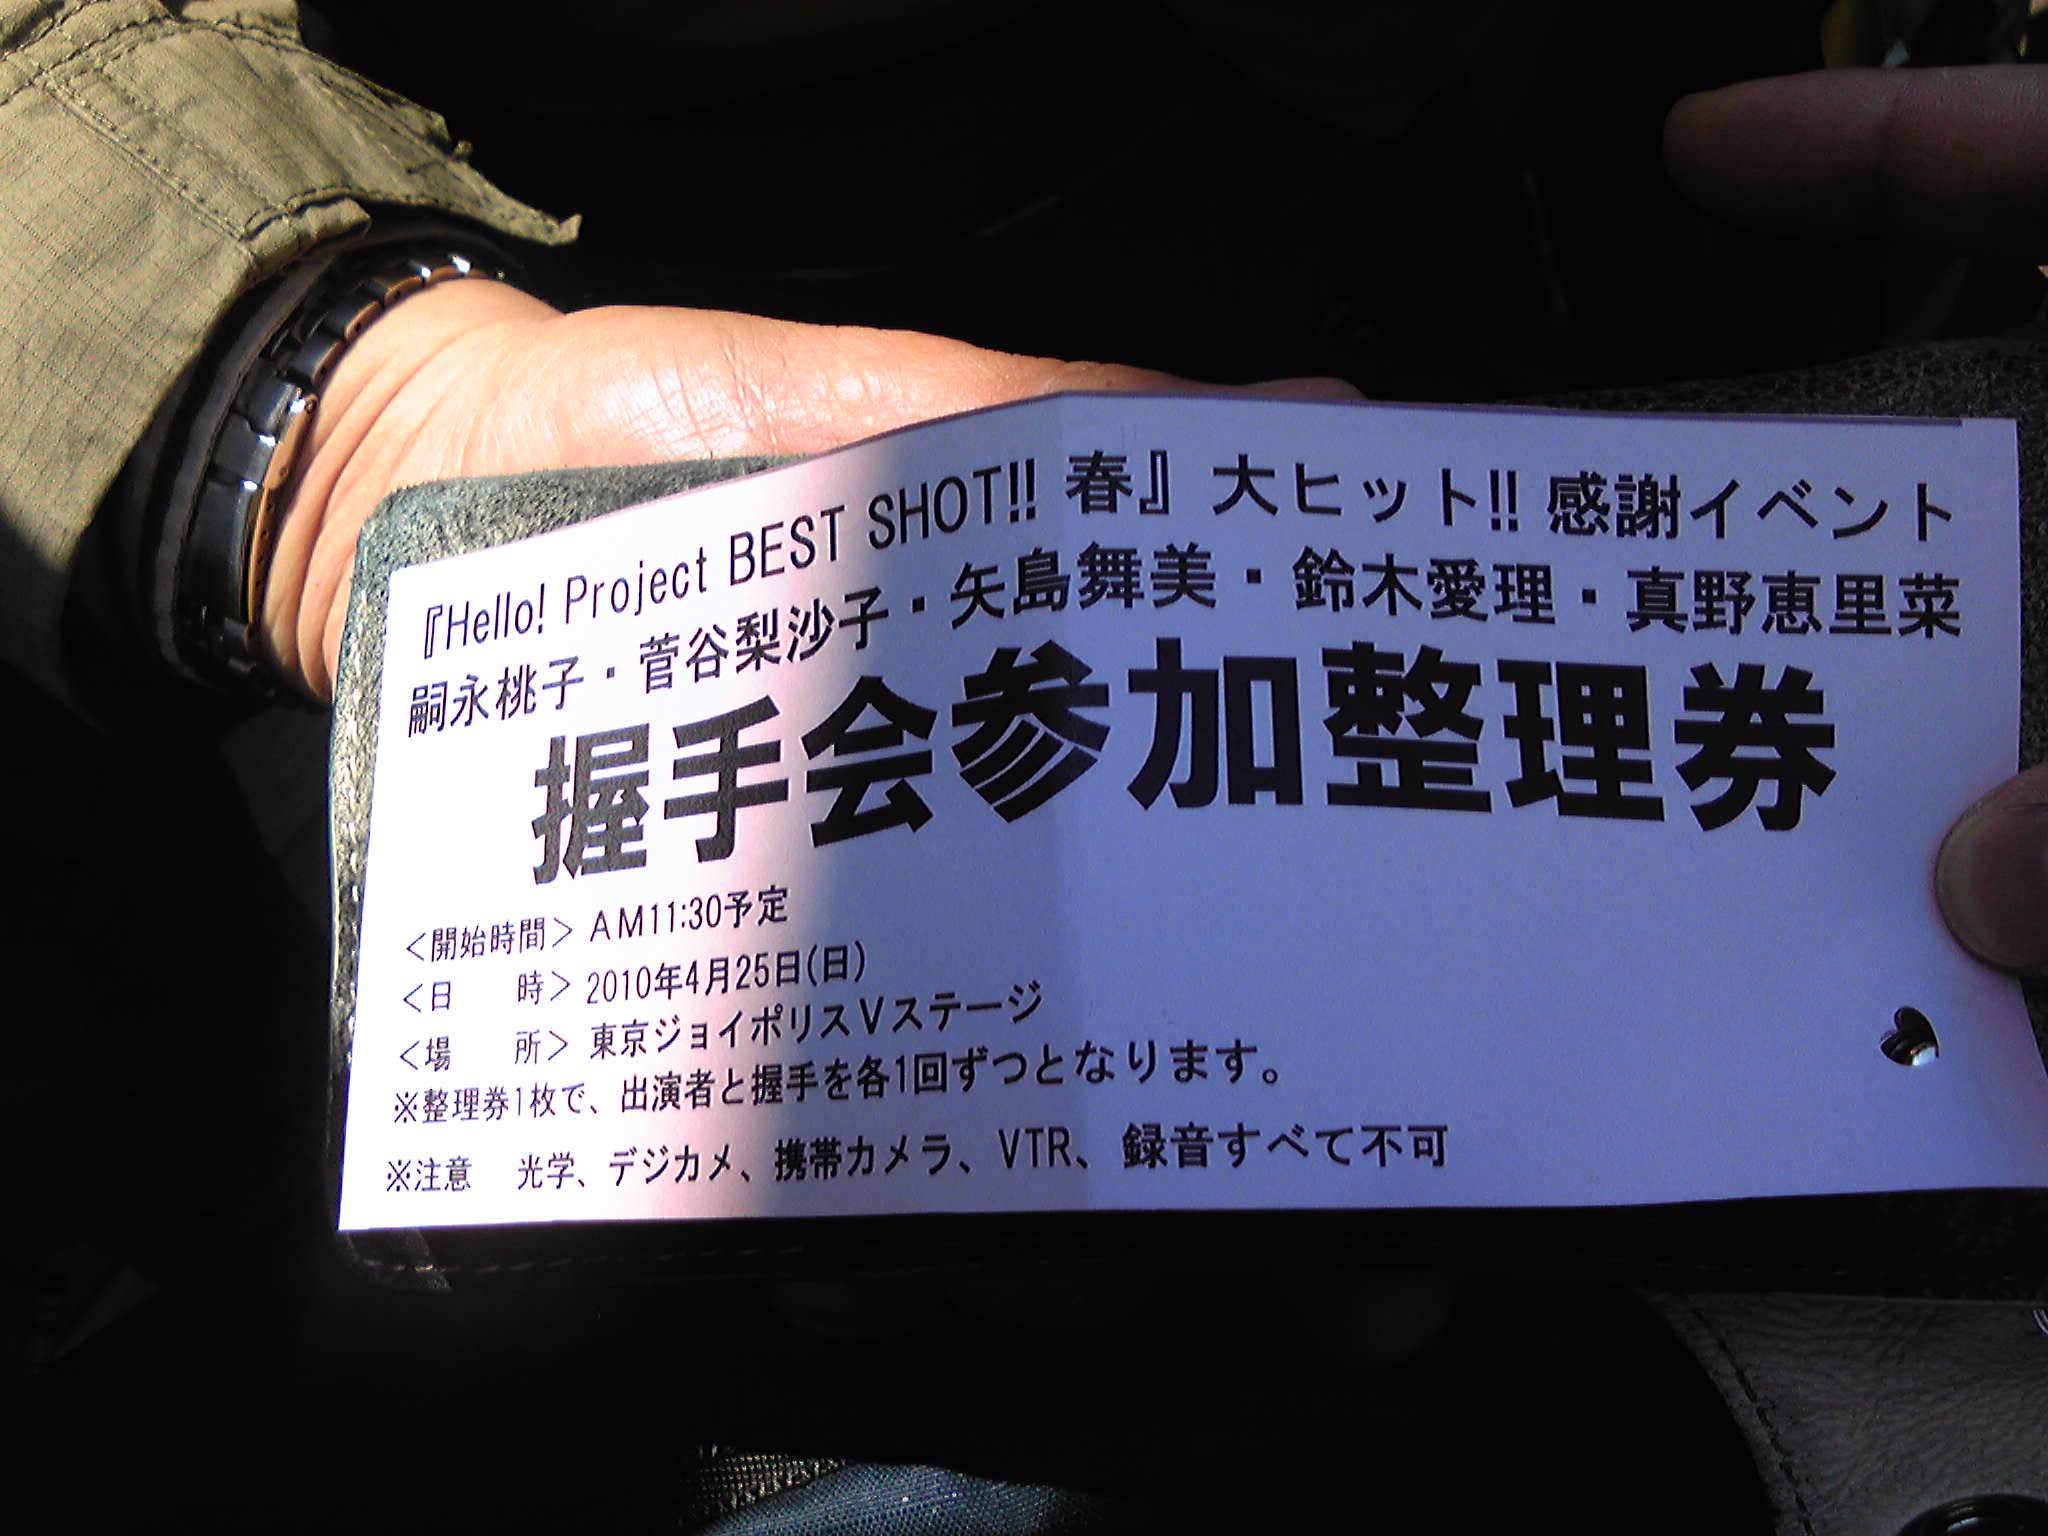 『Hello! Project BEST SHOT!! 春』大ヒット!! 感謝イベント
嗣永桃子・菅谷梨沙子・矢島舞美・鈴木愛理・真野恵里菜
握手会参加整理券
<開始時間> AM11:30予定
<日　時> 2010年4月25日(日)
<場　所> 東京ジョイポリスVステージ
※整理券1枚で、出演者と握手を各1回ずつとなります。
※注意　光学、デジカメ、携帯カメラ、VTR、録音すべて不可